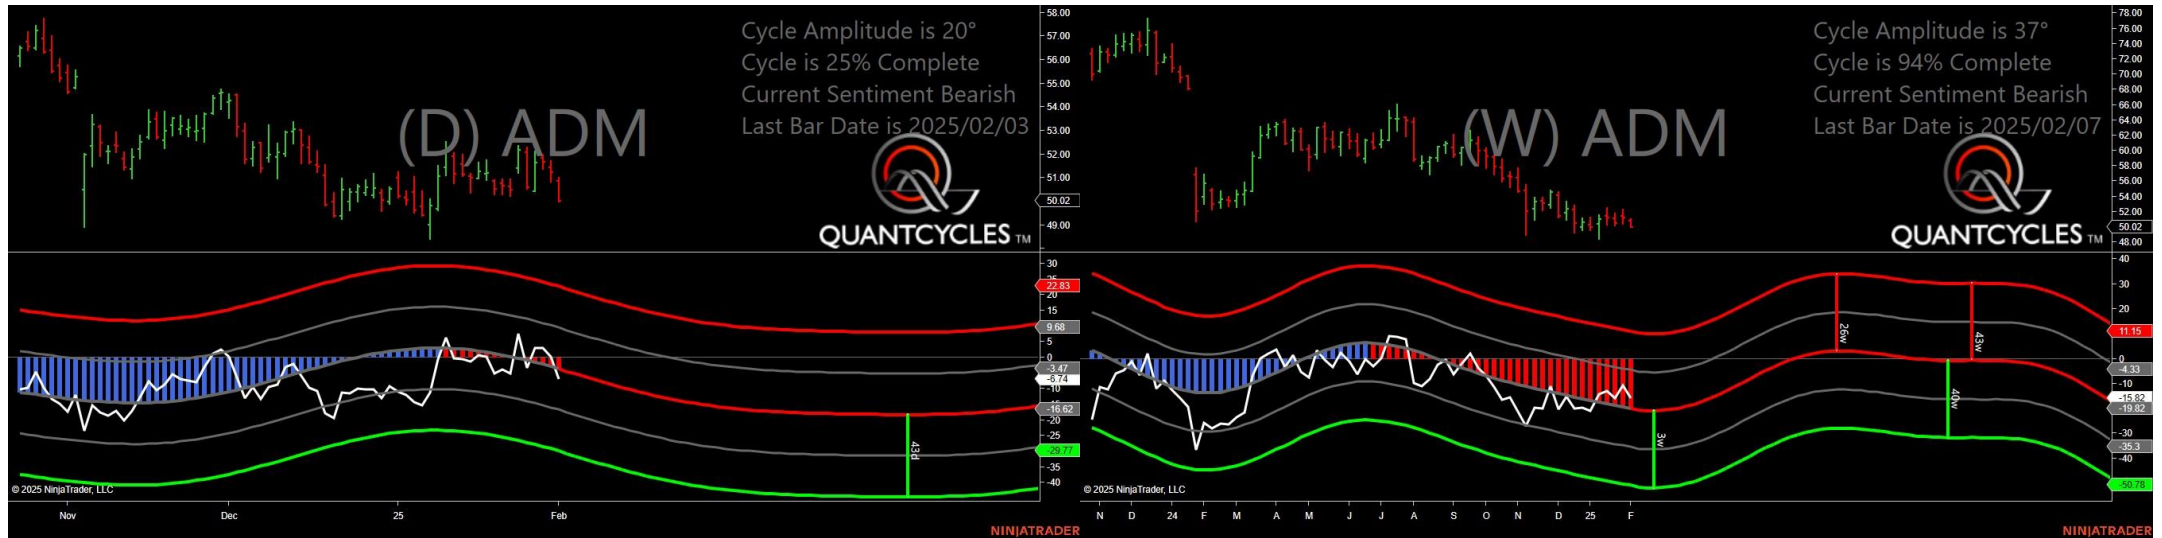 Cycle Amplitude is 20°
Cycle is 25% Complete
Current Sentiment Bearish
Last Bar Date is 2025/02/03
(D) ADM
QUANTCYCLES TM
58.00
57.00
56.00
55.00
54.00
53.00
52.00
51.00
50.02
49.00
30
22.83
20
15
9.68
5
0
-3.47
-6.74
-10
-16.62
-20
-25
-29.77
-35
-40
43d
© 2025 NinjaTrader, LLC
Nov Dec 25 Feb
NINJATRADER
Cycle Amplitude is 37°
Cycle is 94% Complete
Current Sentiment Bearish
Last Bar Date is 2025/02/07
(W) ADM
QUANTCYCLES TM
78.00
76.00
74.00
72.00
70.00
68.00
66.00
64.00
62.00
60.00
58.00
56.00
54.00
52.00
50.02
48.00
40
30
20
11.15
0
-4.33
-10
-15.82
-19.82
-30
-35.3
-40
-50.78
26w
43w
40w
3w
© 2025 NinjaTrader, LLC
N D 24 F M A M J J A S O N D 25 F
NINJATRADER